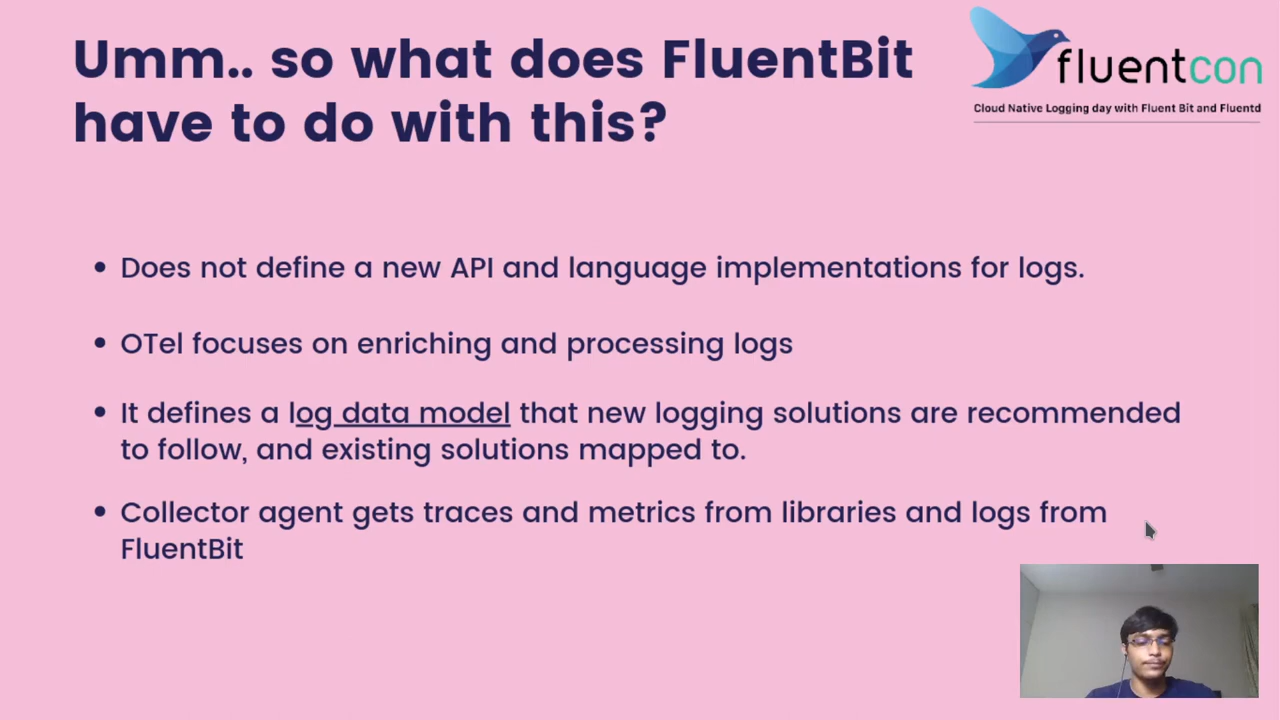 Umm.. so what does FluentBit
have to do with this?
fluentcon
Cloud Native Logging day with Fluent Bit and Fluentd
• Does not define a new API and language implementations for logs.
• OTel focuses on enriching and processing logs
• It defines a log data model that new logging solutions are recommended
to follow, and existing solutions mapped to.
• Collector agent gets traces and metrics from libraries and logs from
FluentBit